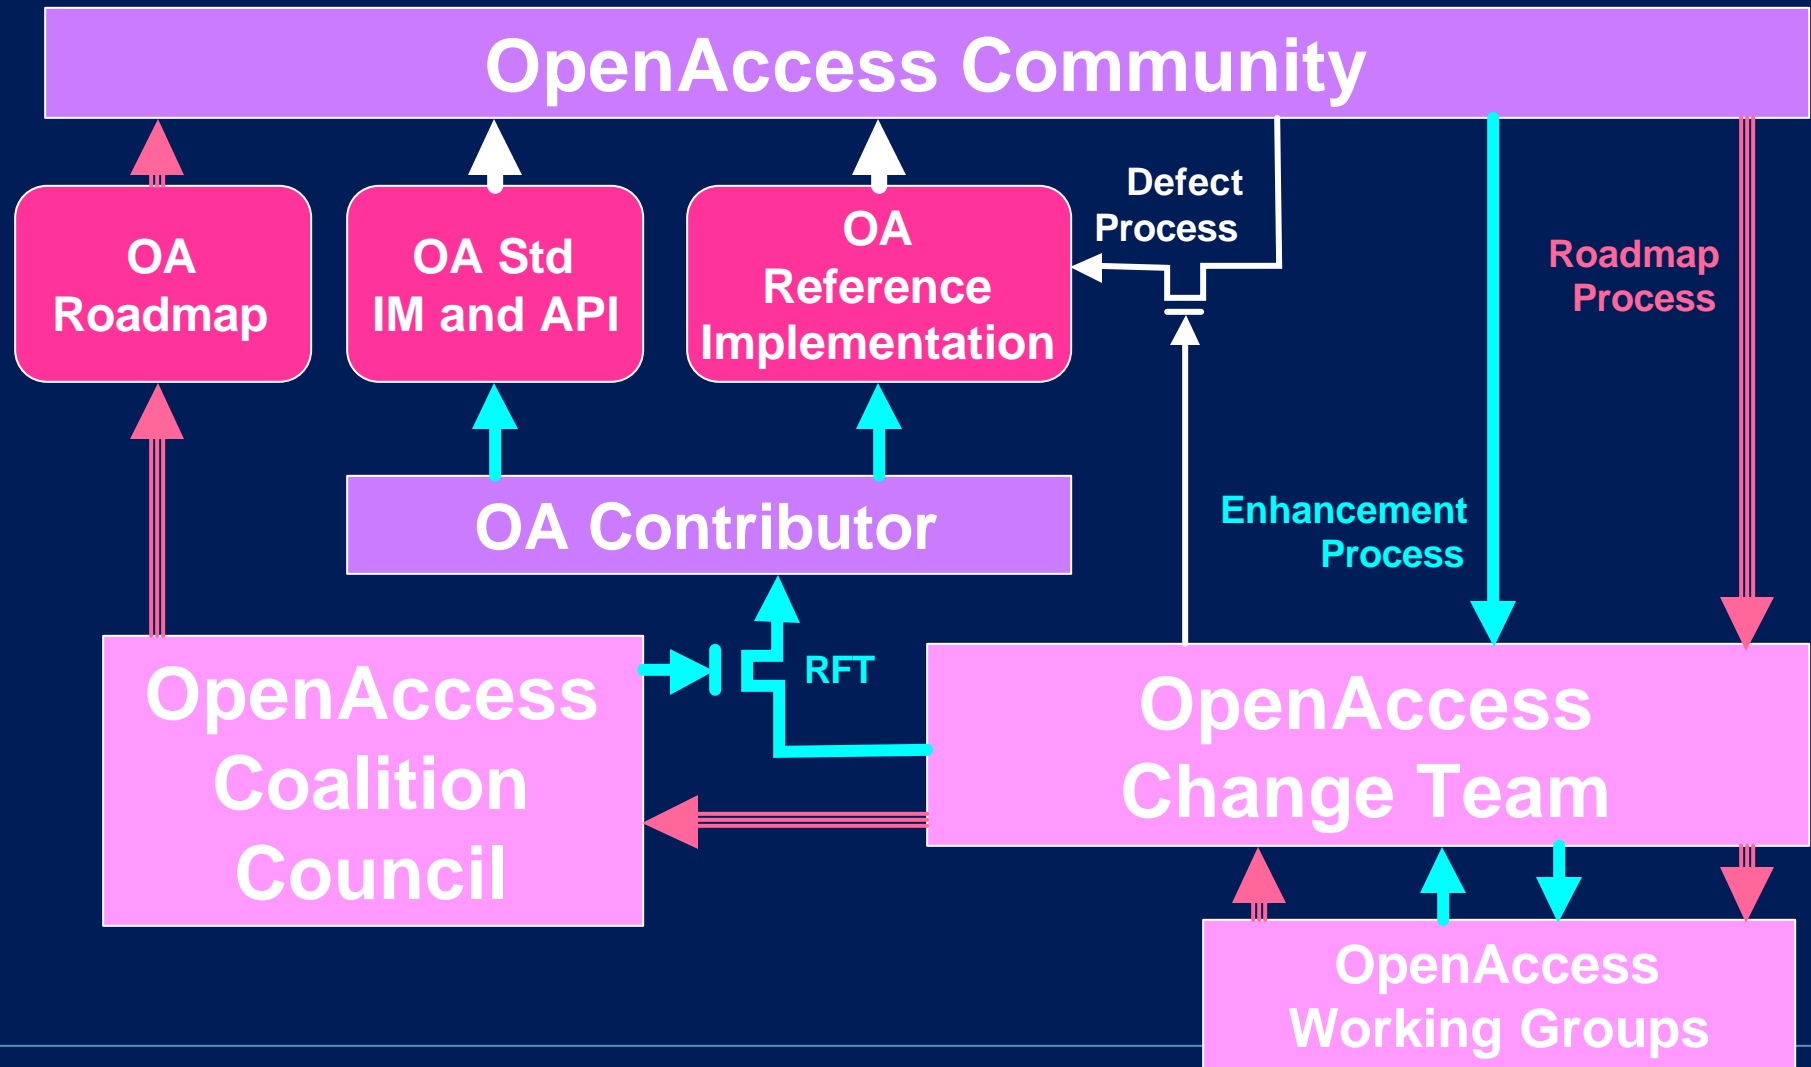 OpenAccess Community
Defect
Process
OA
Roadmap
OA Std
IM and API
OA
Reference
Implementation
Roadmap
Process
OA Contributor
Enhancement
Process
RFT
OpenAccess
Coalition
Council
OpenAccess
Change Team
OpenAccess
Working Groups